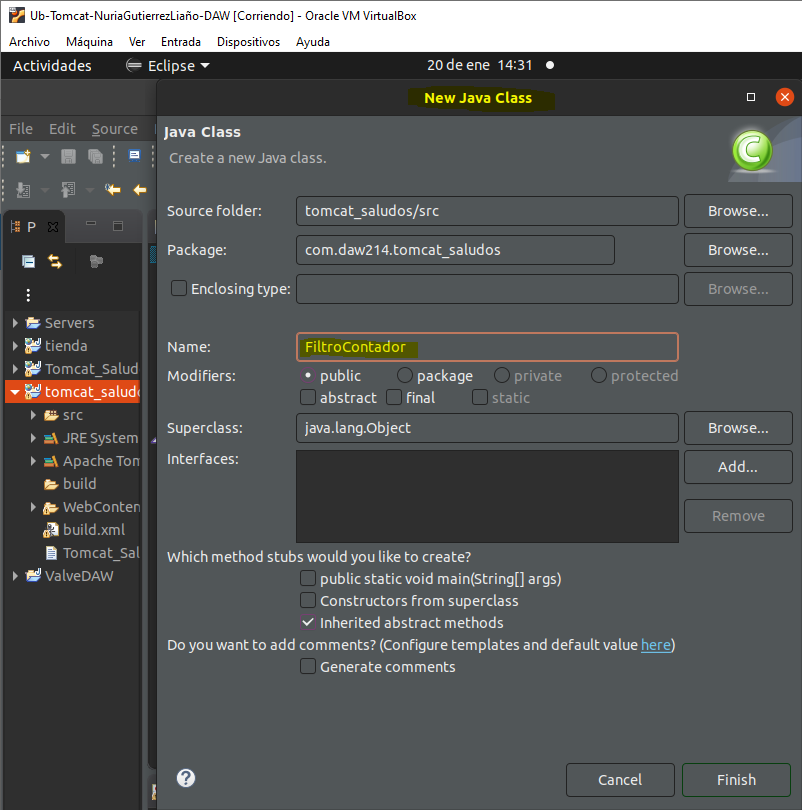 Ub-Tomcat-NuriaGutierrezLiaño-DAW [Corriendo] - Oracle VM VirtualBox
Archivo Máquina Ver Entrada Dispositivos Ayuda
Actividades Eclipse 20 de ene 14:31
New Java Class
File Edit Source
Java Class
Create a new Java class.
Source folder: tomcat_saludos/src Browse...
P
Package: com.daw214.tomcat_saludos Browse...
Enclosing type: Browse...
Servers
tienda
Tomcat_Salud
tomcat_saludo
src
JRE System
Apache Tom
build
WebConten
build.xml
Tomcat_Sal
ValveDAW
Name: FiltroContador
Modifiers: public package private protected
abstract final static
Superclass: java.lang.Object Browse...
Interfaces: Add...
Remove
Which method stubs would you like to create?
public static void main(String[] args)
Constructors from superclass
Inherited abstract methods
Do you want to add comments? (Configure templates and default value here)
Generate comments
Cancel Finish